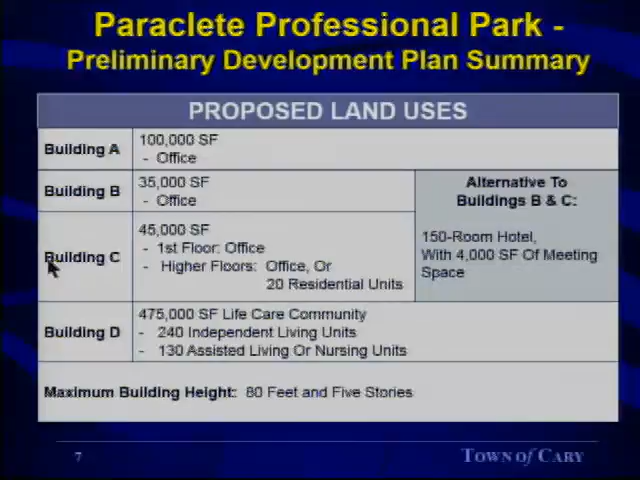 Paraclete Professional Park -
Preliminary Development Plan Summary
PROPOSED LAND USES
Building A
100,000 SF
- Office
Building B
35,000 SF
- Office
Building C
45,000 SF
- 1st Floor: Office
- Higher Floors: Office, Or
20 Residential Units
Alternative To
Buildings B & C:
150-Room Hotel,
With 4,000 SF Of Meeting
Space
Building D
475,000 SF Life Care Community
- 240 Independent Living Units
- 130 Assisted Living Or Nursing Units
Maximum Building Height: 80 Feet and Five Stories
7
TOWN of CARY